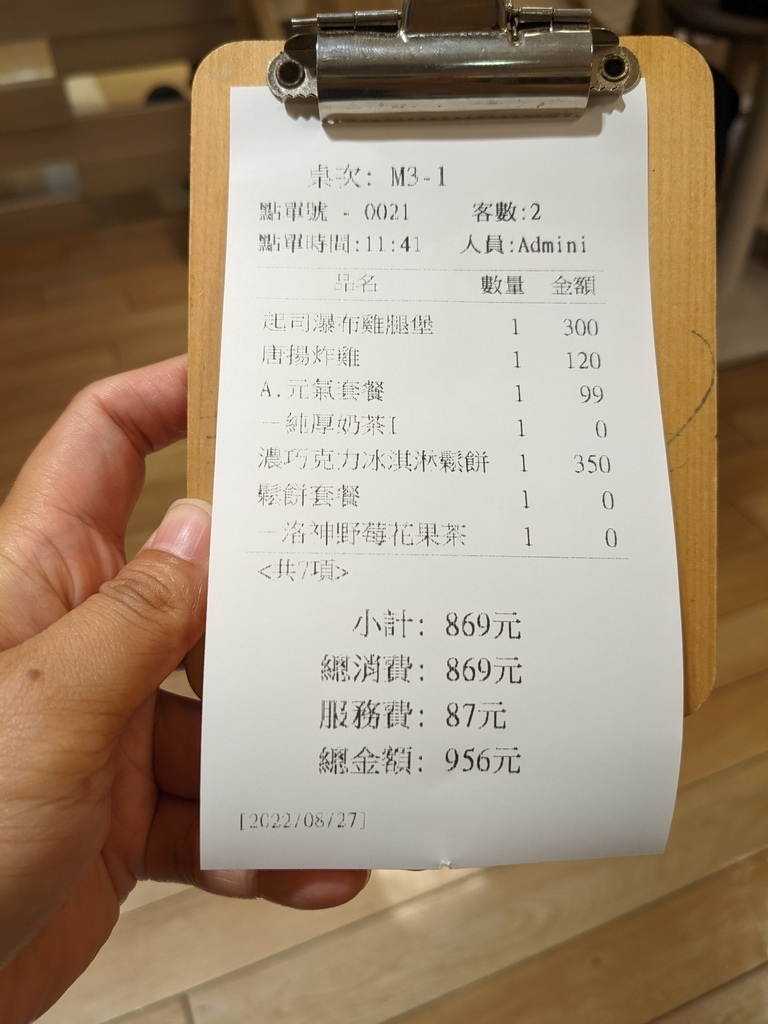 桌次: M3-1
點單號 - 0021 客數:2
點單時間:11:41 人員:Admini
品名 數量 金額
起司瀑布雞腿堡 1 300
唐揚炸雞 1 120
A.元氣套餐 1 99
－純厚奶茶I 1 0
濃巧克力冰淇淋鬆餅 1 350
鬆餅套餐 1 0
－洛神野莓花果茶 1 0
<共7項>
小計: 869元
總消費: 869元
服務費: 87元
總金額: 956元
[2022/08/27]